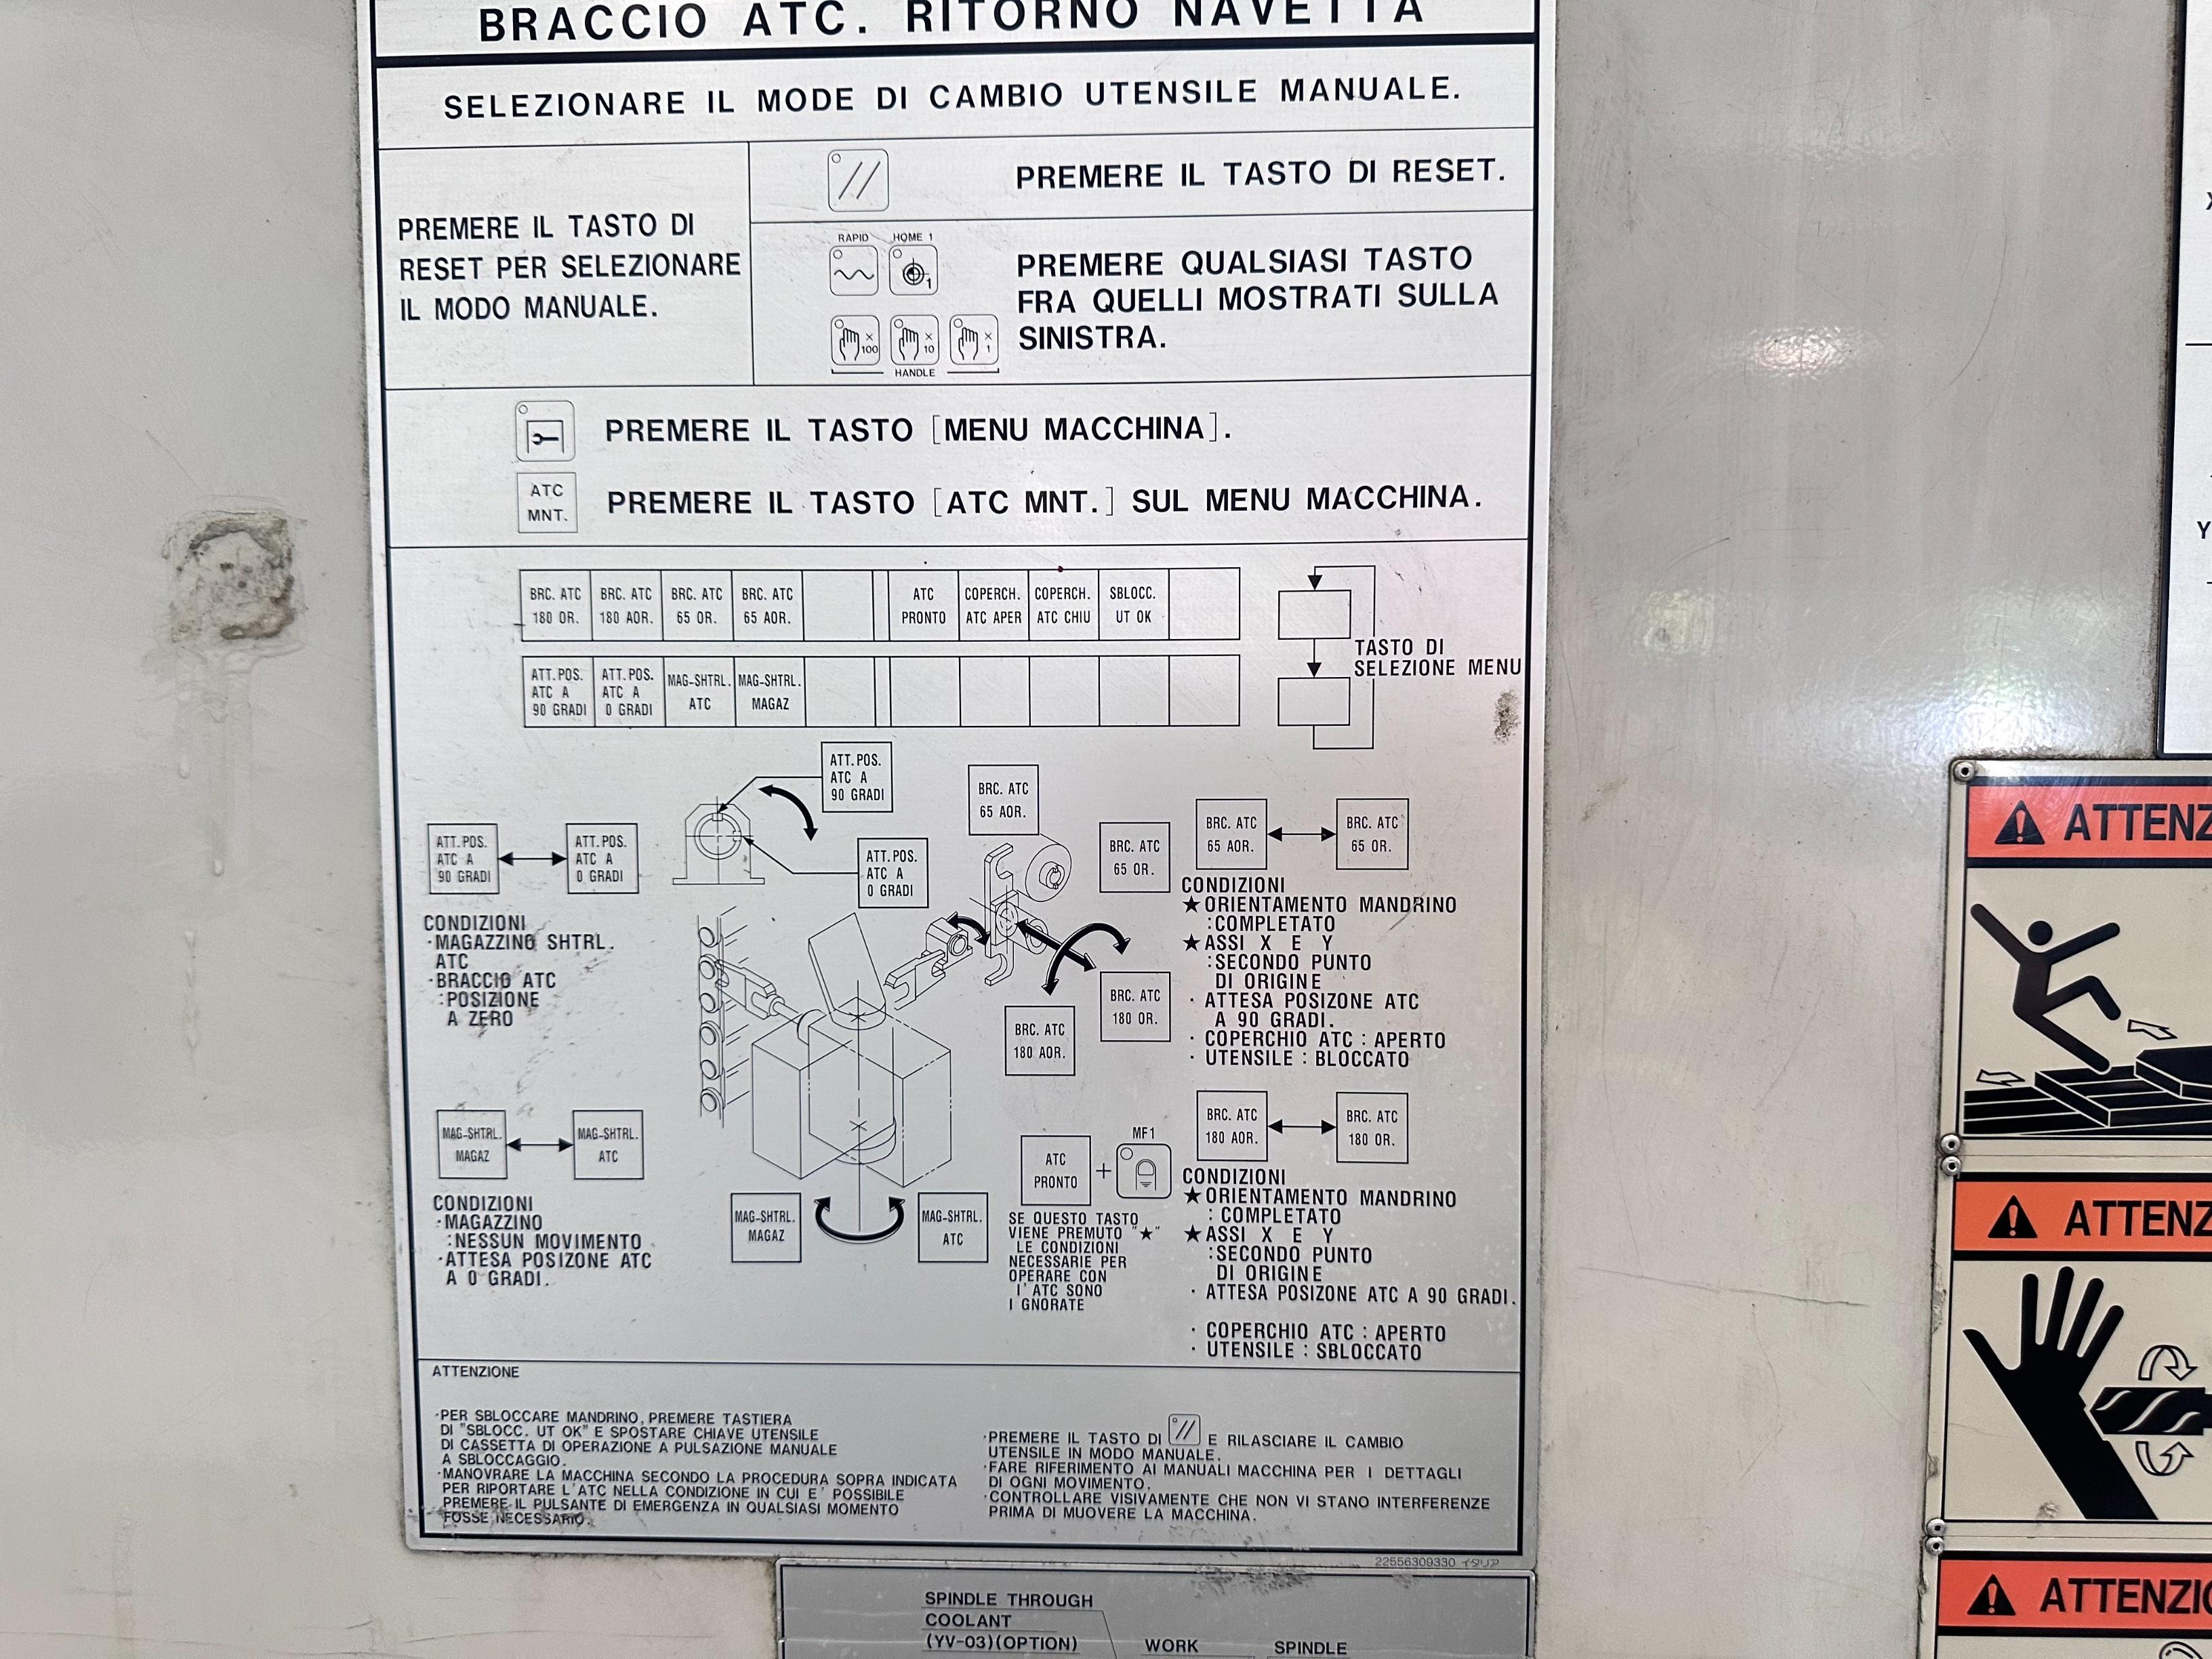 BRACCIO ATC. RITORNO NAVETTA
SELEZIONARE IL MODE DI CAMBIO UTENSILE MANUALE.
PREMERE IL TASTO DI
RESET PER SELEZIONARE
IL MODO MANUALE.
PREMERE IL TASTO DI RESET.
RAPID HOME 1
1
PREMERE QUALSIASI TASTO
FRA QUELLI MOSTRATI SULLA
SINISTRA.
×100 ×10 ×1
HANDLE
PREMERE IL TASTO [MENU MACCHINA].
ATC
MNT.
PREMERE IL TASTO [ATC MNT.] SUL MENU MACCHINA.
BRC. ATC BRC. ATC BRC. ATC BRC. ATC ATC COPERCH. COPERCH. SBLOCC.
180 OR. 180 AOR. 65 OR. 65 AOR. PRONTO ATC APER ATC CHIU UT OK
TASTO DI
SELEZIONE MENU
ATT.POS. ATT.POS. MAG-SHTRL. MAG-SHTRL.
ATC A ATC A ATC MAGAZ
90 GRADI 0 GRADI
ATT.POS.
ATC A
90 GRADI
ATT.POS.
ATC A
0 GRADI
ATT.POS.
ATC A
90 GRADI
ATT.POS.
ATC A
0 GRADI
CONDIZIONI
·MAGAZZINO SHTRL.
ATC
·BRACCIO ATC
:POSIZIONE
A ZERO
BRC. ATC
65 AOR.
BRC. ATC
65 OR.
BRC. ATC
180 OR.
BRC. ATC
180 AOR.
BRC. ATC
65 AOR.
BRC. ATC
65 OR.
CONDIZIONI
★ORIENTAMENTO MANDRINO
:COMPLETATO
★ASSI X E Y
:SECONDO PUNTO
DI ORIGINE
· ATTESA POSIZONE ATC
A 90 GRADI.
· COPERCHIO ATC : APERTO
· UTENSILE : BLOCCATO
MAG-SHTRL.
MAGAZ
MAG-SHTRL.
ATC
CONDIZIONI
·MAGAZZINO
:NESSUN MOVIMENTO
·ATTESA POSIZONE ATC
A 0 GRADI.
MAG-SHTRL.
MAGAZ
MAG-SHTRL.
ATC
ATC
PRONTO
+
MF1
SE QUESTO TASTO
VIENE PREMUTO "★"
LE CONDIZIONI
NECESSARIE PER
OPERARE CON
l'ATC SONO
I GNORATE
BRC. ATC
180 AOR.
BRC. ATC
180 OR.
CONDIZIONI
★ORIENTAMENTO MANDRINO
: COMPLETATO
★ASSI X E Y
:SECONDO PUNTO
DI ORIGINE
· ATTESA POSIZONE ATC A 90 GRADI.
· COPERCHIO ATC : APERTO
· UTENSILE : SBLOCCATO
ATTENZIONE
·PER SBLOCCARE MANDRINO, PREMERE TASTIERA
DI "SBLOCC. UT OK" E SPOSTARE CHIAVE UTENSILE
DI CASSETTA DI OPERAZIONE A PULSAZIONE MANUALE
A SBLOCCAGGIO.
·MANOVRARE LA MACCHINA SECONDO LA PROCEDURA SOPRA INDICATA
PER RIPORTARE L'ATC NELLA CONDIZIONE IN CUI E' POSSIBILE
PREMERE IL PULSANTE DI EMERGENZA IN QUALSIASI MOMENTO
FOSSE NECESSARIO.
·PREMERE IL TASTO DI E RILASCIARE IL CAMBIO
UTENSILE IN MODO MANUALE.
·FARE RIFERIMENTO AI MANUALI MACCHINA PER I DETTAGLI
DI OGNI MOVIMENTO.
·CONTROLLARE VISIVAMENTE CHE NON VI STANO INTERFERENZE
PRIMA DI MUOVERE LA MACCHINA.
22556309330 イタリア
SPINDLE THROUGH
COOLANT
(YV-03)(OPTION)
WORK
SPINDLE
Y
ATTENZ
ATTENZ
ATTENZIO